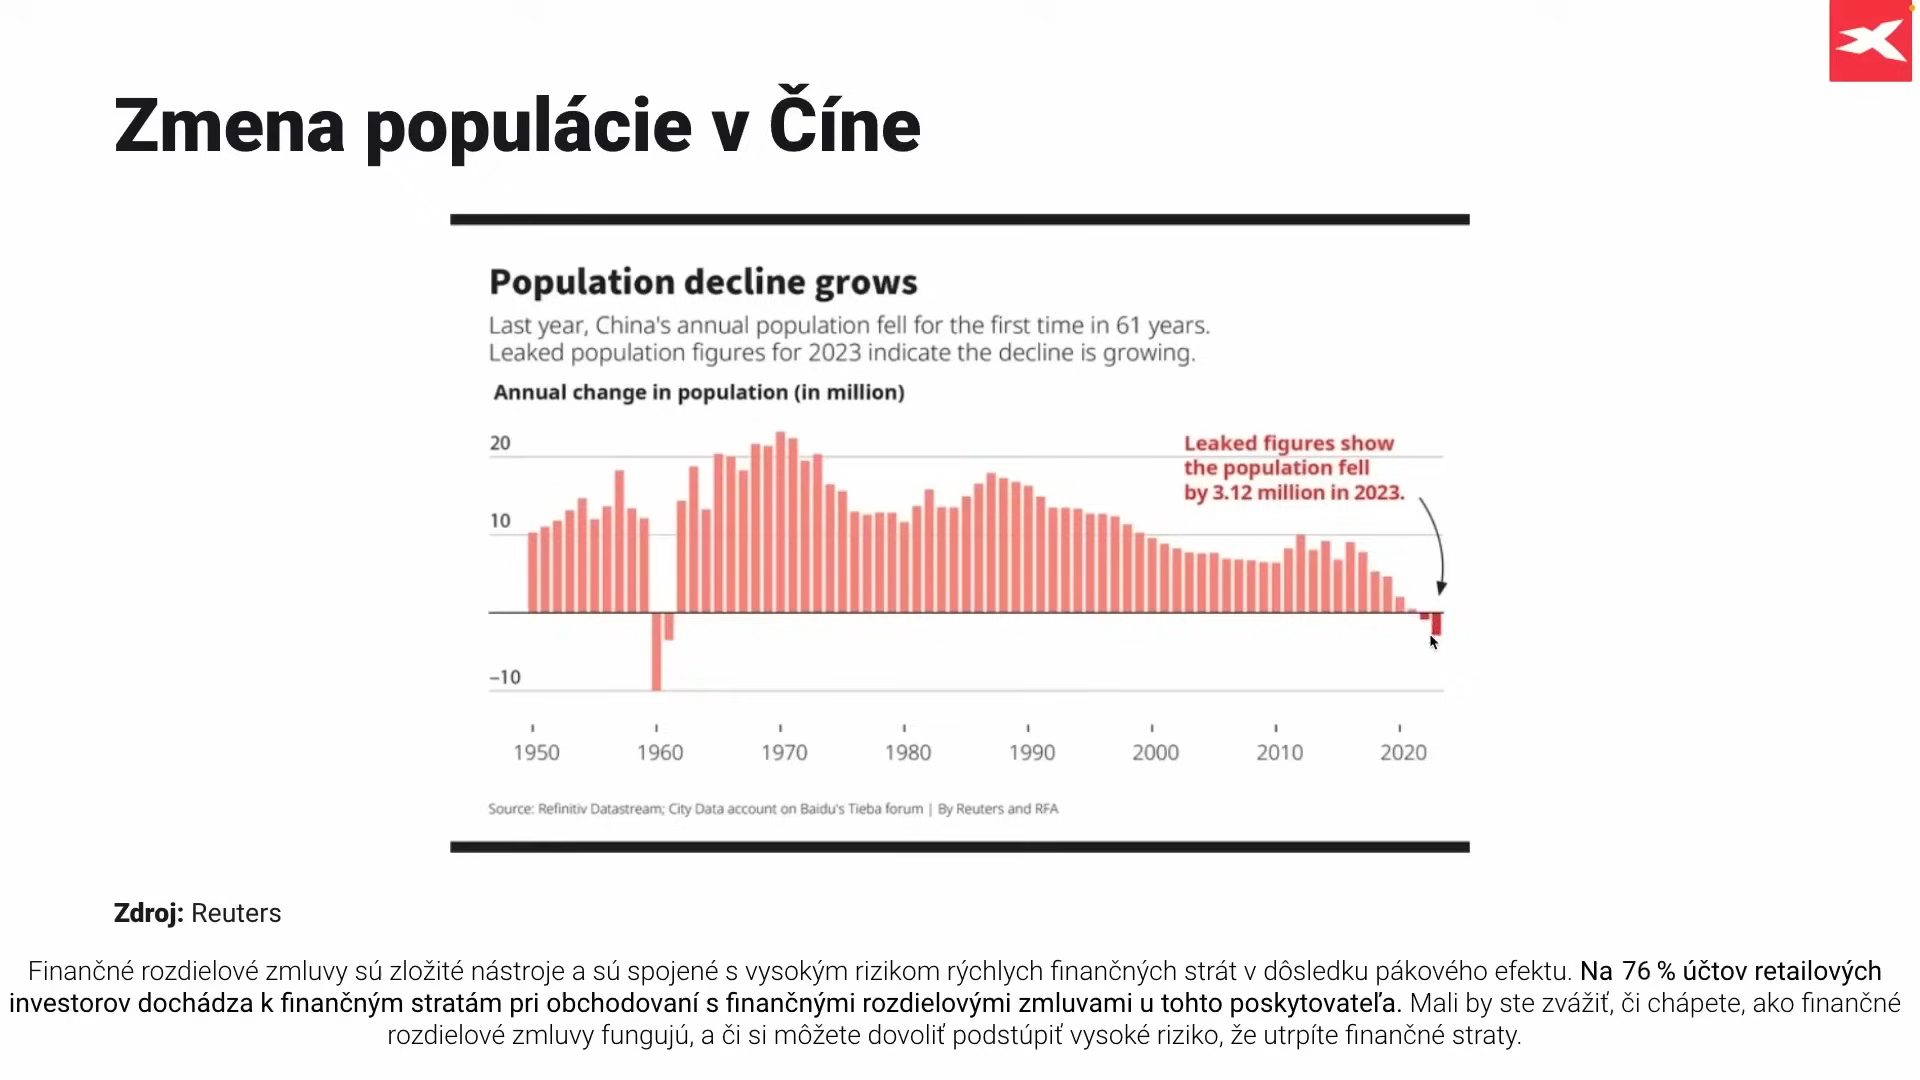 Zmena populácie v Číne
Population decline grows
Last year, China's annual population fell for the first time in 61 years.
Leaked population figures for 2023 indicate the decline is growing.
Annual change in population (in million)
20
Leaked figures show
the population fell
by 3.12 million in 2023.
10
–10
1950 1960 1970 1980 1990 2000 2010 2020
Source: Refinitiv Datastream; City Data account on Baidu's Tieba forum | By Reuters and RFA
Zdroj: Reuters
Finančné rozdielové zmluvy sú zložité nástroje a sú spojené s vysokým rizikom rýchlych finančných strát v dôsledku pákového efektu. Na 76 % účtov retailových
investorov dochádza k finančným stratám pri obchodovaní s finančnými rozdielovými zmluvami u tohto poskytovateľa. Mali by ste zvážiť, či chápete, ako finančné
rozdielové zmluvy fungujú, a či si môžete dovoliť podstúpiť vysoké riziko, že utrpíte finančné straty.